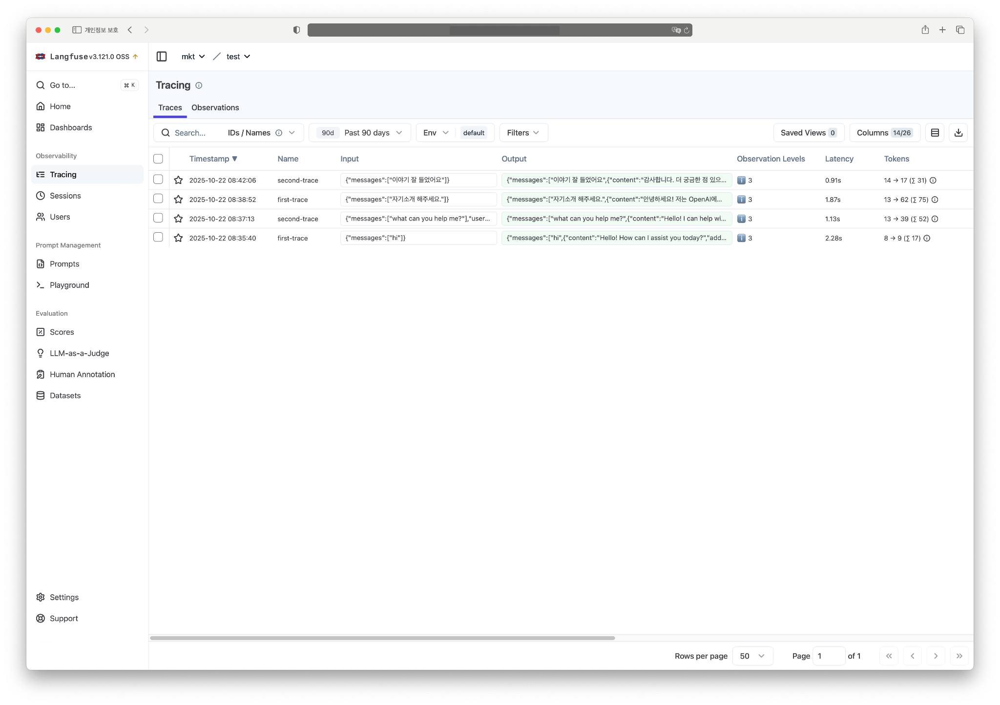 개인정보 보호
Langfuse v3.121.0 OSS
mkt / test
Go to... ⌘ K
Home
Dashboards
Observability
Tracing
Sessions
Users
Prompt Management
Prompts
Playground
Evaluation
Scores
LLM-as-a-Judge
Human Annotation
Datasets
Settings
Support
Tracing
Traces Observations
Search... IDs / Names 90d Past 90 days Env default Filters Saved Views 0 Columns 14/26
Timestamp ▼ Name Input Output Observation Levels Latency Tokens
2025-10-22 08:42:06 second-trace {"messages":["이야기 잘 들었어요"]} {"messages":["이야기 잘 들었어요",{"content":"감사합니다. 더 궁금한 점 있으... 3 0.91s 14 → 17 (∑ 31)
2025-10-22 08:38:52 first-trace {"messages":["자기소개 해주세요."]} {"messages":["자기소개 해주세요.",{"content":"안녕하세요! 저는 OpenAI에... 3 1.87s 13 → 62 (∑ 75)
2025-10-22 08:37:13 second-trace {"messages":["what can you help me?"],"user... {"messages":["what can you help me?",{"content":"Hello! I can help wi... 3 1.13s 13 → 39 (∑ 52)
2025-10-22 08:35:40 first-trace {"messages":["hi"]} {"messages":["hi",{"content":"Hello! How can I assist you today?","add... 3 2.28s 8 → 9 (∑ 17)
Rows per page 50 Page 1 of 1